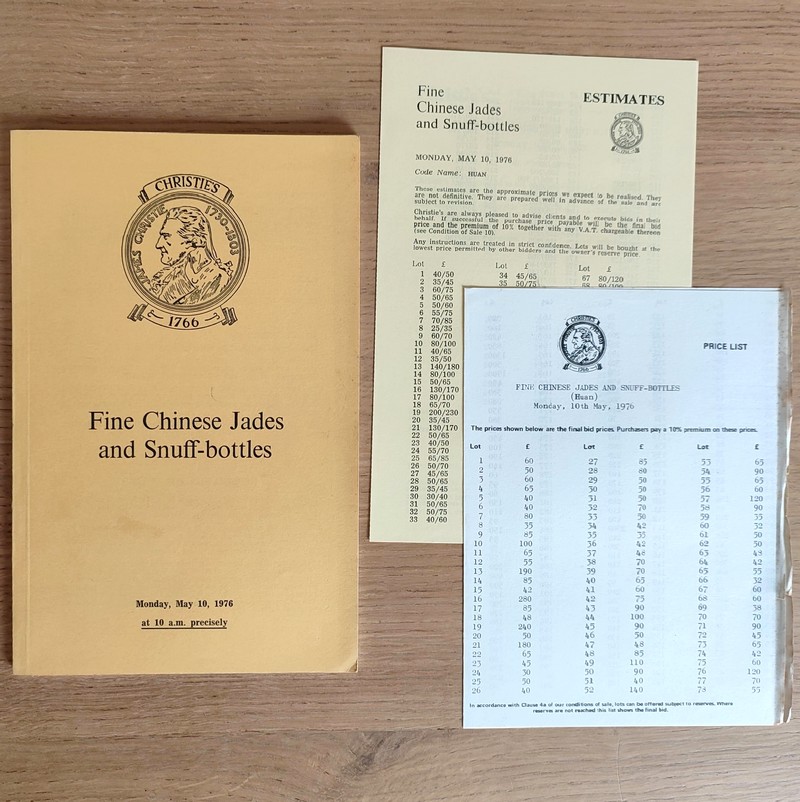 CHRISTIE'S
JAMES CHRISTIE 1730-1803
1766
Fine Chinese Jades
and Snuff-bottles
Monday, May 10, 1976
at 10 a.m. precisely
Fine
Chinese Jades
and Snuff-bottles
ESTIMATES
MONDAY, MAY 10, 1976
Code Name: HUAN
These estimates are the approximate prices we expect to be realised. They
are not definitive. They are prepared well in advance of the sale and are
subject to revision.
Christie's are always pleased to advise clients and to execute bids in their
behalf. If successful the purchase price payable will be the final bid
price and the premium of 10% together with any V.A.T. chargeable thereon
(see Condition of Sale 10).
Any instructions are treated in strict confidence. Lots will be bought at the
lowest price permitted by other bidders and the owner's reserve price
Lot £ Lot £ Lot £
1 40/50 34 45/65 67 80/120
2 35/45 35 50/75
3 60/75
4 50/65
5 50/60
6 55/75
7 70/85
8 25/35
9 60/70
10 80/100
11 40/65
12 35/50
13 140/180
14 80/100
15 50/65
16 130/170
17 80/100
18 65/70
19 200/230
20 35/45
21 130/170
22 50/65
23 40/50
24 55/70
25 65/85
26 50/70
27 45/65
28 50/65
29 35/45
30 30/40
31 50/65
32 50/75
33 40/60
CHRISTIE'S
1766
PRICE LIST
FINE CHINESE JADES AND SNUFF-BOTTLES
(Huan)
Monday, 10th May, 1976
The prices shown below are the final bid prices. Purchasers pay a 10% premium on these prices.
Lot £ Lot £ Lot £
1 60 27 85 53 65
2 50 28 80 54 90
3 60 29 50 55 65
4 65 30 50 56 60
5 40 31 50 57 120
6 40 32 70 58 90
7 80 33 50 59 35
8 35 34 42 60 32
9 85 35 35 61 50
10 100 36 42 62 50
11 65 37 48 63 48
12 55 38 70 64 42
13 190 39 70 65 55
14 85 40 65 66 32
15 42 41 60 67 60
16 280 42 75 68 60
17 85 43 90 69 38
18 48 44 100 70 70
19 240 45 90 71 90
20 50 46 50 72 45
21 180 47 48 73 65
22 65 48 85 74 42
23 45 49 110 75 60
24 30 50 90 76 120
25 50 51 40 77 70
26 40 52 140 78 55
In accordance with Clause 4a of our conditions of sale, lots can be offered subject to reserves. Where
reserves are not reached this list shows the final bid.